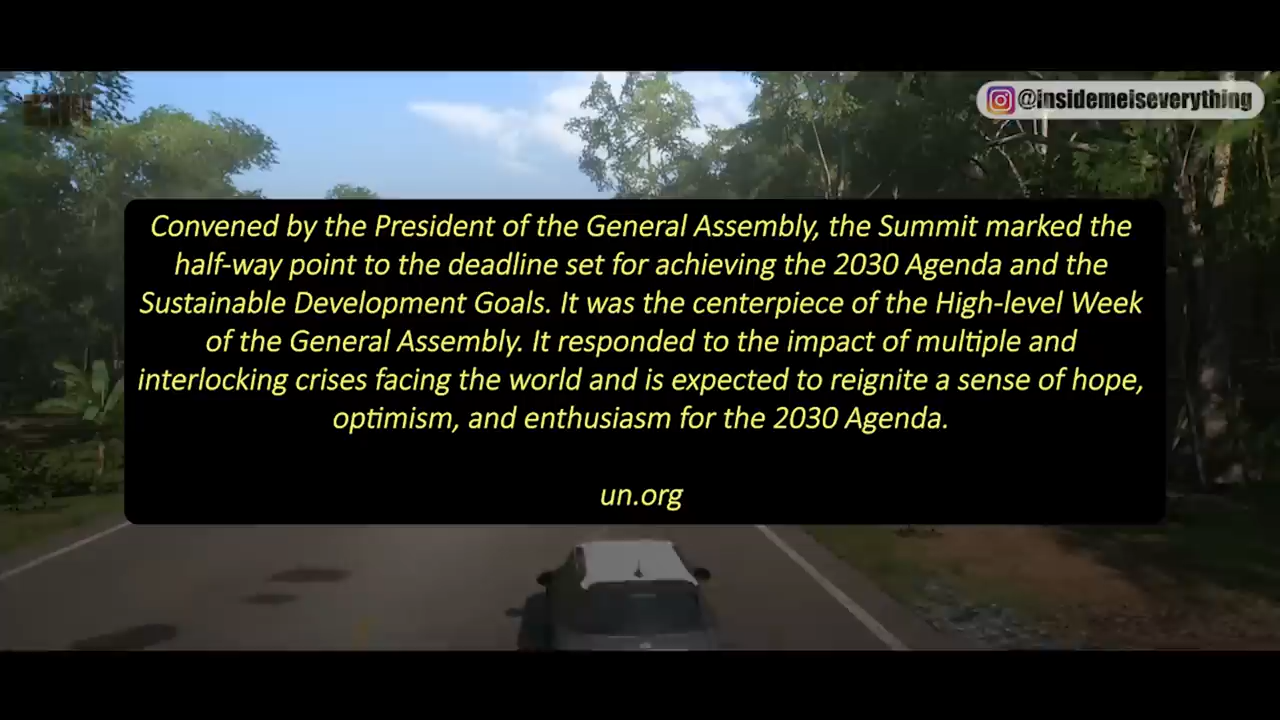 @insidemeiseverything
Convened by the President of the General Assembly, the Summit marked the
half-way point to the deadline set for achieving the 2030 Agenda and the
Sustainable Development Goals. It was the centerpiece of the High-level Week
of the General Assembly. It responded to the impact of multiple and
interlocking crises facing the world and is expected to reignite a sense of hope,
optimism, and enthusiasm for the 2030 Agenda.
un.org